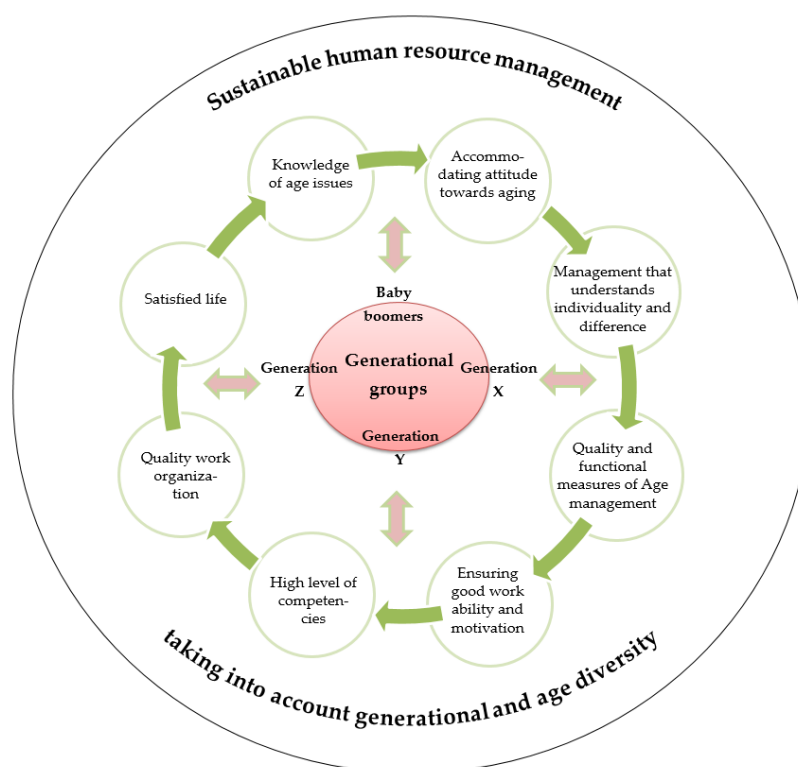 Sustainable human resource management
Knowledge
of age issues
Accommo-
dating attitude
towards aging
Management that
understands
individuality and
difference
Quality and
functional
measures of Age
management
Ensuring
good work
ability and
motivation
High level of
competen-
cies
Quality work
organiza-
tion
Satisfied life
Baby
boomers
Generational
groups
Generation
X
Generation
Y
Generation
Z
taking into account generational and age diversity